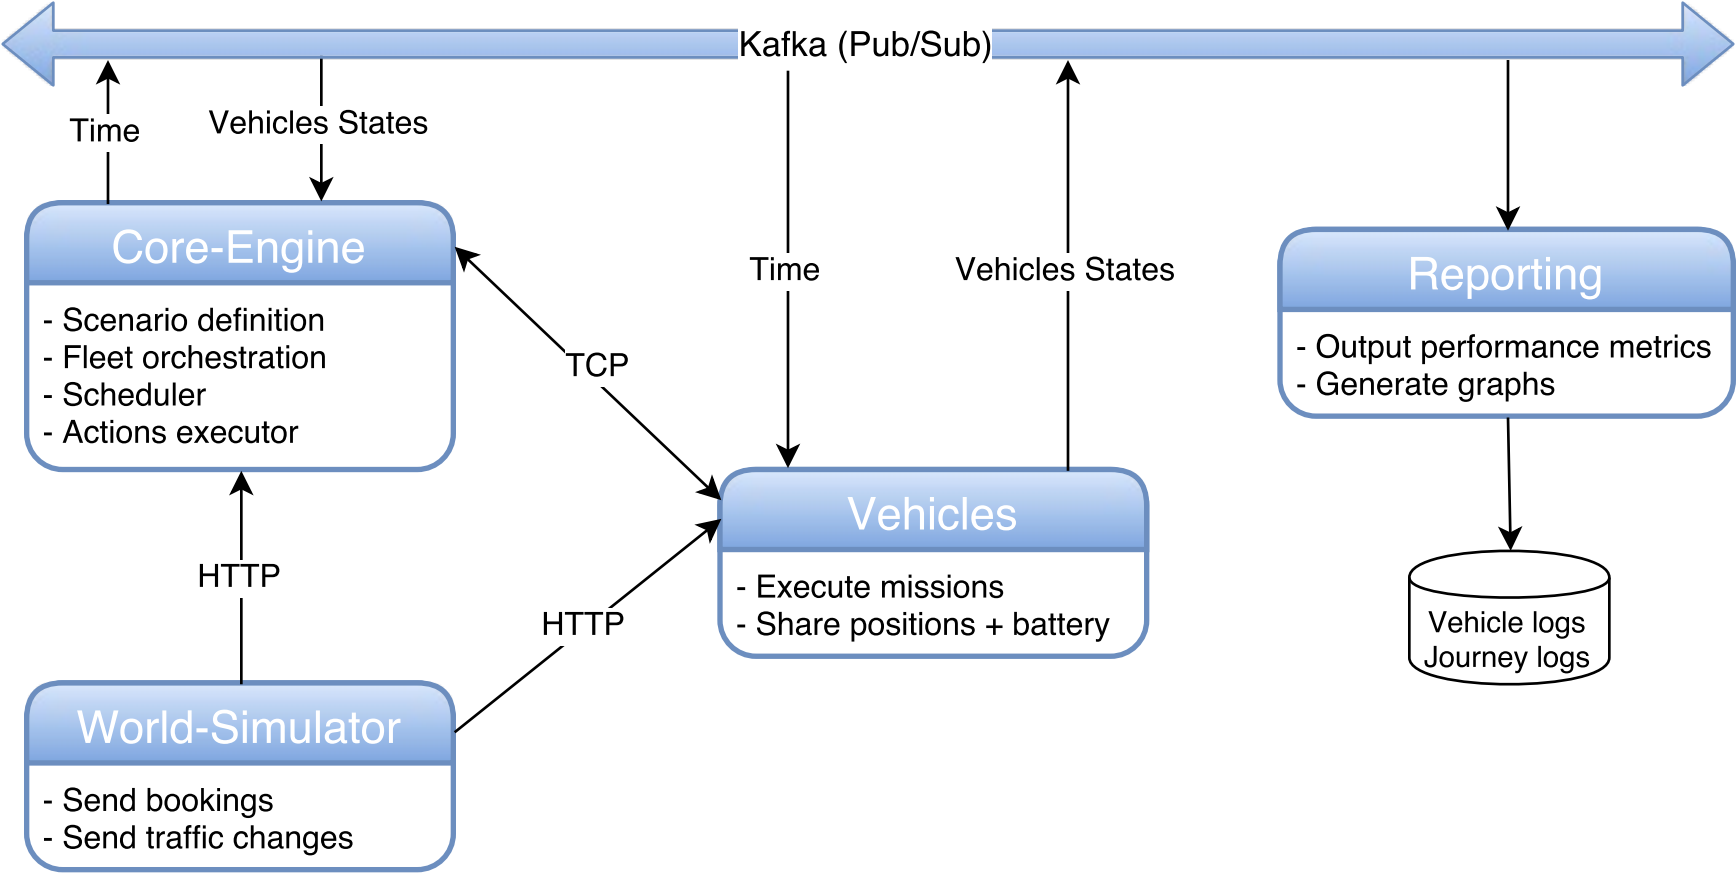 Kafka (Pub/Sub)
Time
Vehicles States
Core-Engine
- Scenario definition
- Fleet orchestration
- Scheduler
- Actions executor
Time
Vehicles States
Reporting
- Output performance metrics
- Generate graphs
TCP
Vehicles
- Execute missions
- Share positions + battery
HTTP
HTTP
Vehicle logs
Journey logs
World-Simulator
- Send bookings
- Send traffic changes